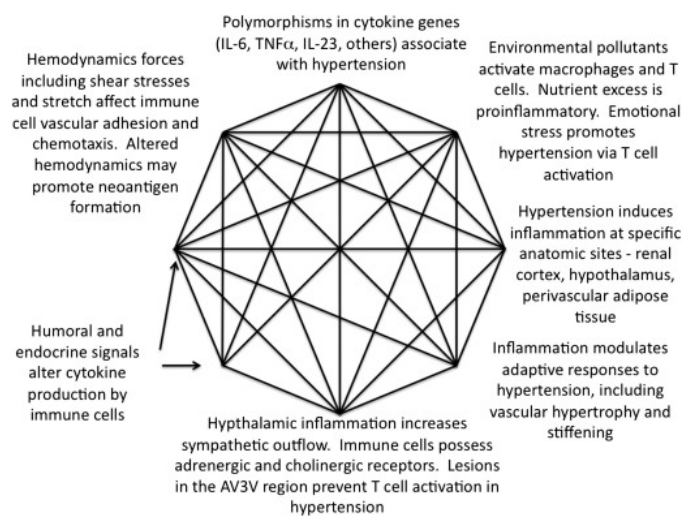 Polymorphisms in cytokine genes
(IL-6, TNFα, IL-23, others) associate
with hypertension
Hemodynamics forces
including shear stresses
and stretch affect immune
cell vascular adhesion and
chemotaxis. Altered
hemodynamics may
promote neoantigen
formation
Environmental pollutants
activate macrophages and T
cells. Nutrient excess is
proinflammatory. Emotional
stress promotes
hypertension via T cell
activation
Hypertension induces
inflammation at specific
anatomic sites - renal
cortex, hypothalamus,
perivascular adipose
tissue
Humoral and
endocrine signals
alter cytokine
production by
immune cells
Inflammation modulates
adaptive responses to
hypertension, including
vascular hypertrophy and
stiffening
Hypthalamic inflammation increases
sympathetic outflow. Immune cells possess
adrenergic and cholinergic receptors. Lesions
in the AV3V region prevent T cell activation in
hypertension